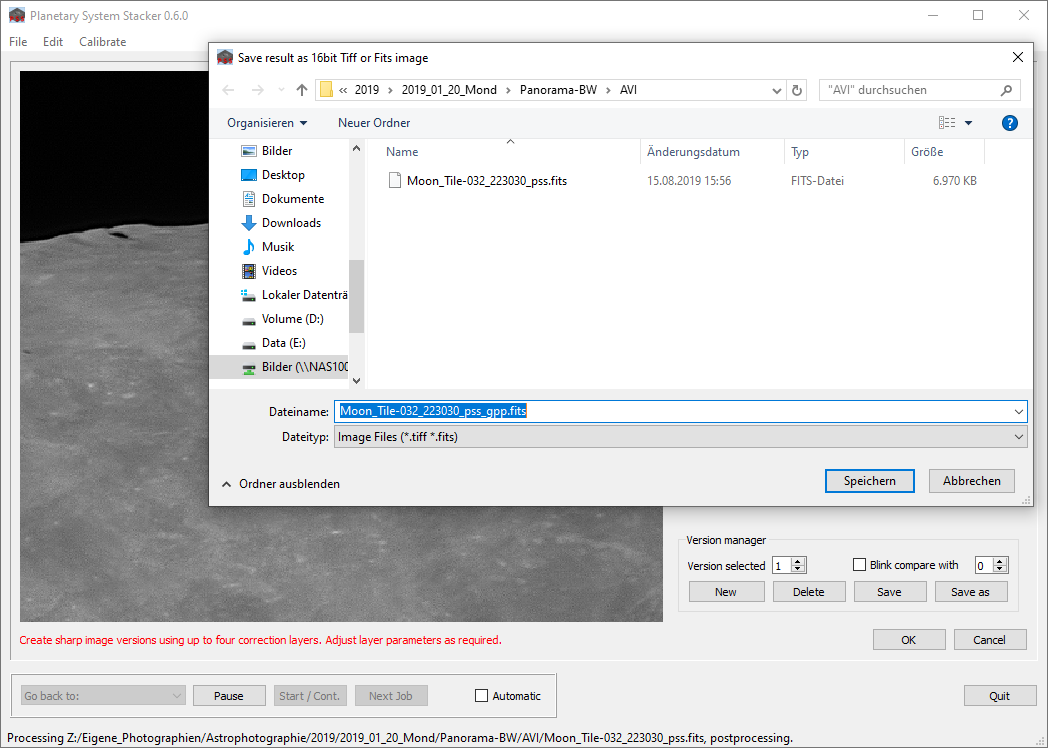 Planetary System Stacker 0.6.0
File Edit Calibrate
Save result as 16bit Tiff or Fits image
« 2019 › 2019_01_20_Mond › Panorama-BW › AVI
"AVI" durchsuchen
Organisieren Neuer Ordner
?
Bilder
Desktop
Dokumente
Downloads
Musik
Videos
Lokaler Datenträ
Volume (D:)
Data (E:)
Bilder (\\NAS100
Name Änderungsdatum Typ Größe
Moon_Tile-032_223030_pss.fits 15.08.2019 15:56 FITS-Datei 6.970 KB
Dateiname: Moon_Tile-032_223030_pss_gpp.fits
Dateityp: Image Files (*.tiff *.fits)
Ordner ausblenden
Speichern Abbrechen
Version manager
Version selected 1 Blink compare with 0
New Delete Save Save as
Create sharp image versions using up to four correction layers. Adjust layer parameters as required.
OK Cancel
Go back to: Pause Start / Cont. Next Job Automatic Quit
Processing Z:/Eigene_Photographien/Astrophotographie/2019/2019_01_20_Mond/Panorama-BW/AVI/Moon_Tile-032_223030_pss.fits, postprocessing.